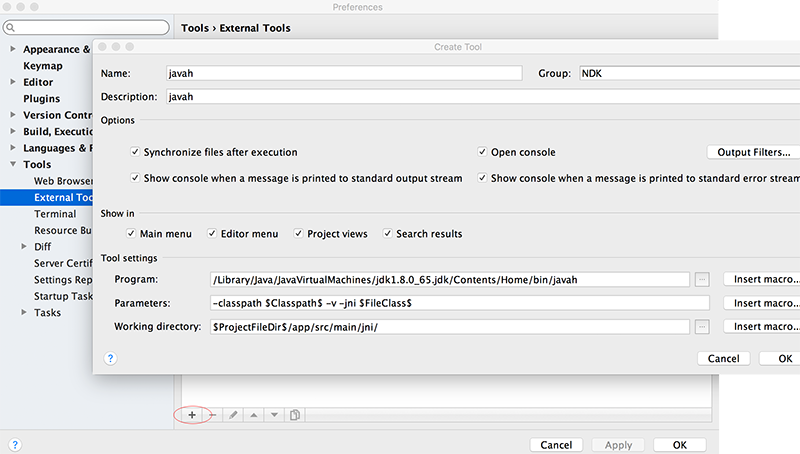 Preferences
Tools › External Tools
Appearance &
Keymap
Editor
Plugins
Version Contr
Build, Executio
Languages & F
Tools
Web Browser
External Too
Terminal
Resource Bu
Diff
Server Certif
Settings Rep
Startup Task
Tasks
Create Tool
Name: javah Group: NDK
Description: javah
Options
Synchronize files after execution Open console Output Filters...
Show console when a message is printed to standard output stream Show console when a message is printed to standard error stream
Show in
Main menu Editor menu Project views Search results
Tool settings
Program: /Library/Java/JavaVirtualMachines/jdk1.8.0_65.jdk/Contents/Home/bin/javah ... Insert macro...
Parameters: -classpath $Classpath$ -v -jni $FileClass$ Insert macro...
Working directory: $ProjectFileDir$/app/src/main/jni/ ... Insert macro...
? Cancel OK
? Cancel Apply OK